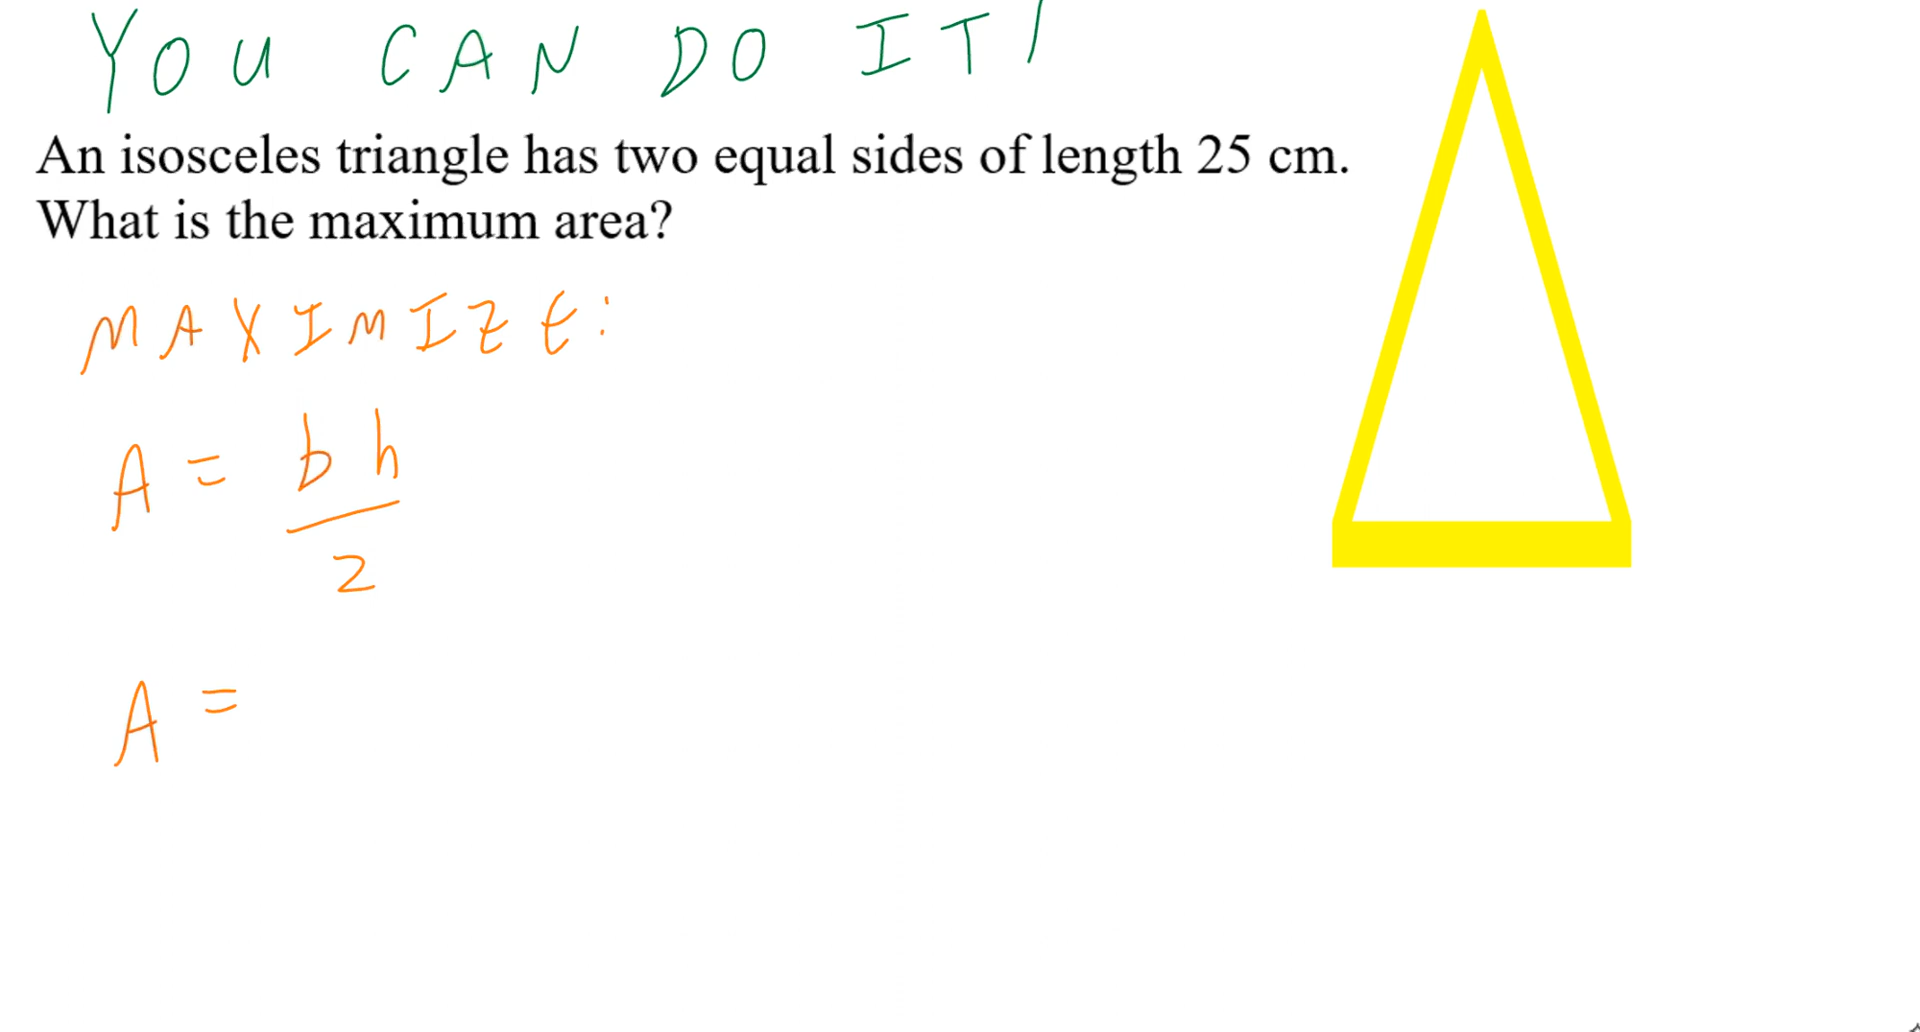 YOU CAN DO IT!
An isosceles triangle has two equal sides of length 25 cm.
What is the maximum area?
MAXIMIZE:
A = bh/2
A =